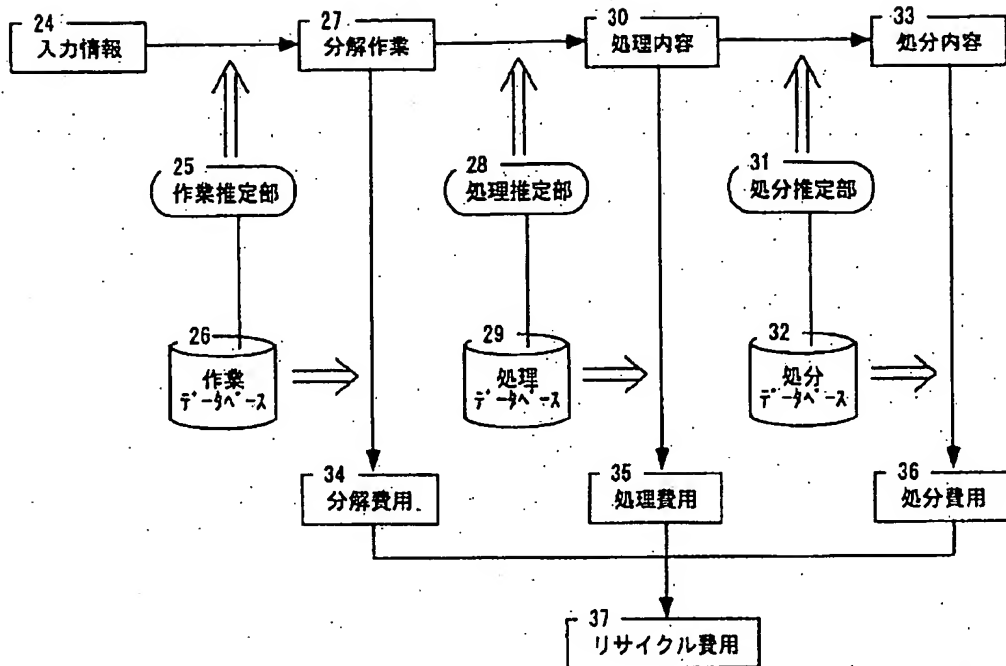 24
入力情報
27
分解作業
30
処理内容
33
処分内容
25
作業推定部
28
処理推定部
31
処分推定部
26
作業
データベース
29
処理
データベース
32
処分
データベース
34
分解費用
35
処理費用
36
処分費用
37
リサイクル費用